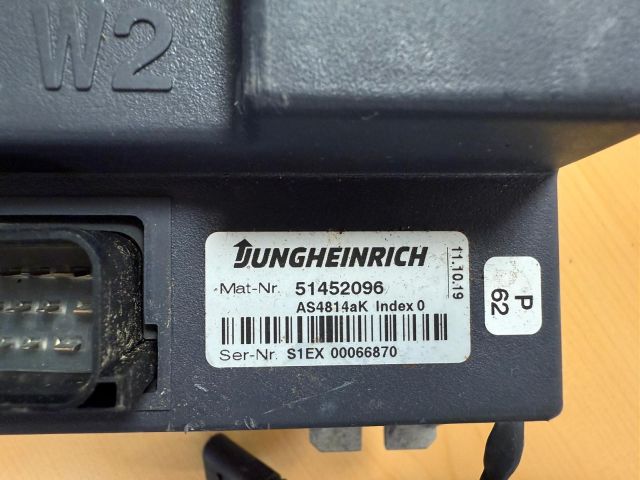 W2
JUNGHEINRICH
11.10.19
Mat-Nr. 51452096
AS4814aK Index 0
Ser-Nr. S1EX 00066870
P
62